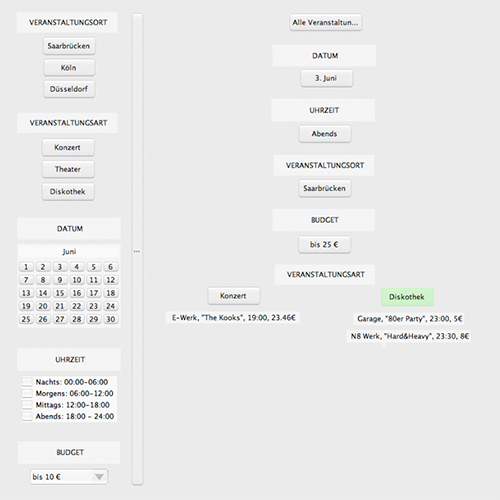 VERANSTALTUNGSORT
Saarbrücken
Köln
Düsseldorf
VERANSTALTUNGSART
Konzert
Theater
Diskothek
DATUM
Juni
1 2 3 4 5 6
7 8 9 10 11 12
13 14 15 16 17 18
19 20 21 22 23 24
25 26 27 28 29 30
UHRZEIT
Nachts: 00:00-06:00
Morgens: 06:00-12:00
Mittags: 12:00-18:00
Abends: 18:00 - 24:00
BUDGET
bis 10 €
Alle Veranstaltun...
DATUM
3. Juni
UHRZEIT
Abends
VERANSTALTUNGSORT
Saarbrücken
BUDGET
bis 25 €
VERANSTALTUNGSART
Konzert
E-Werk, "The Kooks", 19:00, 23.46€
Diskothek
Garage, "80er Party", 23:00, 5€
N8 Werk, "Hard&Heavy", 23:30, 8€